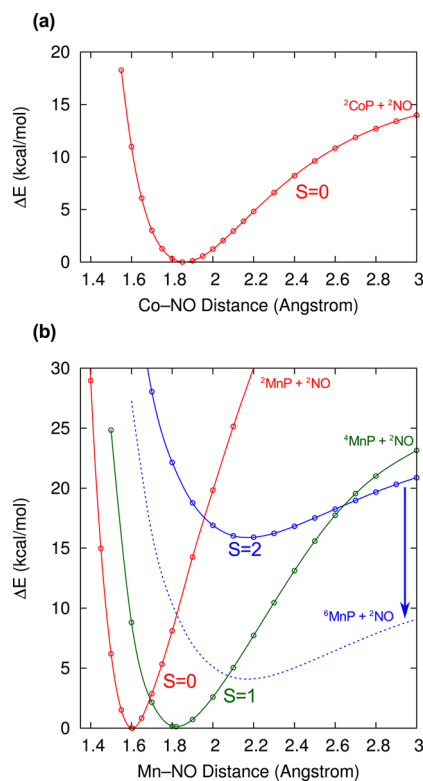 (a)
20
15
10
5
0
ΔE (kcal/mol)
²CoP + ²NO
S=0
1.4 1.6 1.8 2 2.2 2.4 2.6 2.8 3
Co–NO Distance (Angstrom)
(b)
30
25
20
15
10
5
0
ΔE (kcal/mol)
²MnP + ²NO
⁴MnP + ²NO
S=2
⁶MnP + ²NO
S=0
S=1
1.4 1.6 1.8 2 2.2 2.4 2.6 2.8 3
Mn–NO Distance (Angstrom)